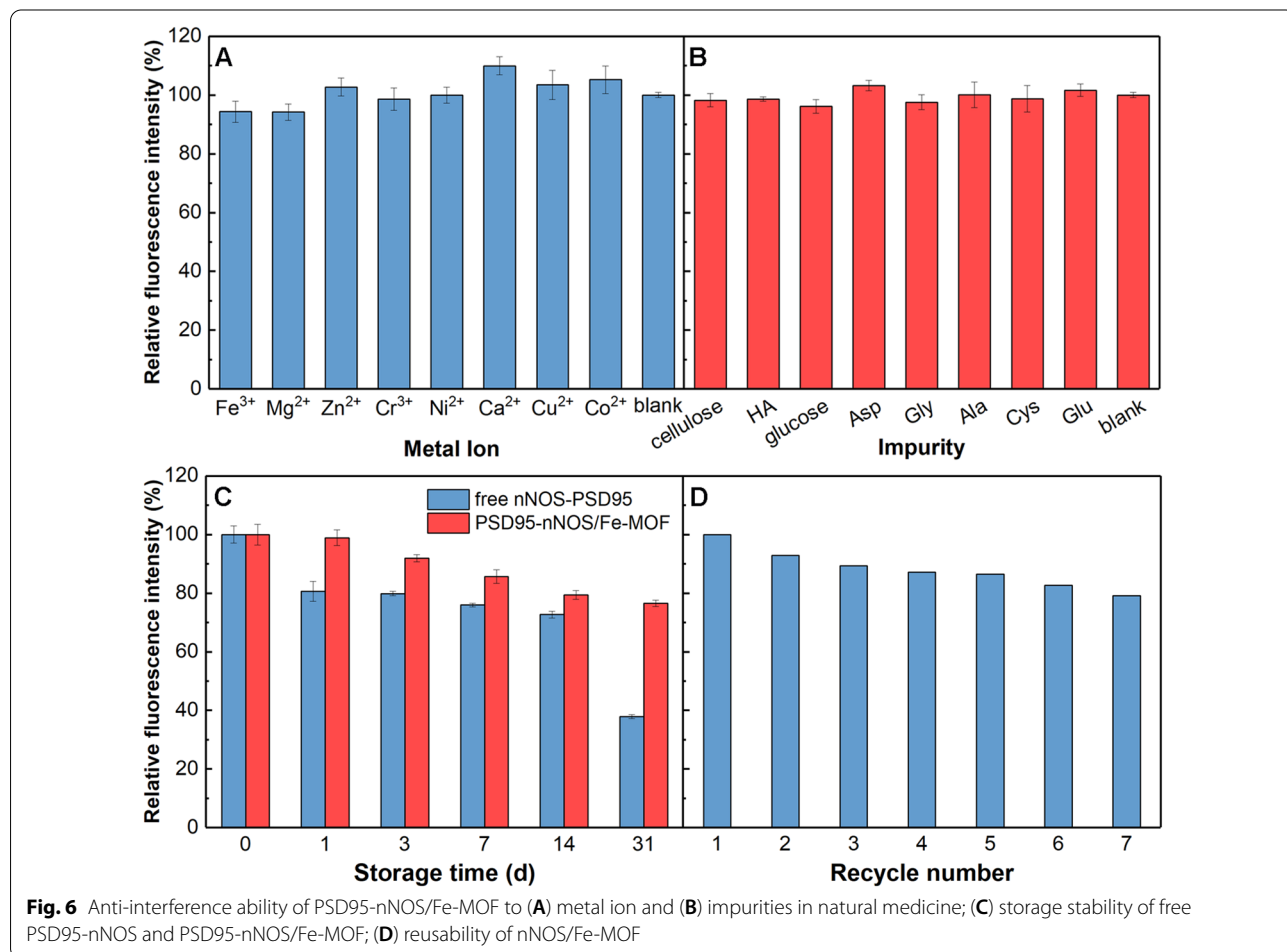 Relative fluorescence intensity (%)
120
100
80
60
40
20
0
A
Fe³⁺ Mg²⁺ Zn²⁺ Cr³⁺ Ni²⁺ Ca²⁺ Cu²⁺ Co²⁺ blank
Metal Ion
B
cellulose HA glucose Asp Gly Ala Cys Glu blank
Impurity
Relative fluorescence intensity (%)
120
100
80
60
40
20
0
C
free nNOS-PSD95
PSD95-nNOS/Fe-MOF
0 1 3 7 14 31
Storage time (d)
D
1 2 3 4 5 6 7
Recycle number
Fig. 6 Anti-interference ability of PSD95-nNOS/Fe-MOF to (A) metal ion and (B) impurities in natural medicine; (C) storage stability of free
PSD95-nNOS and PSD95-nNOS/Fe-MOF; (D) reusability of nNOS/Fe-MOF